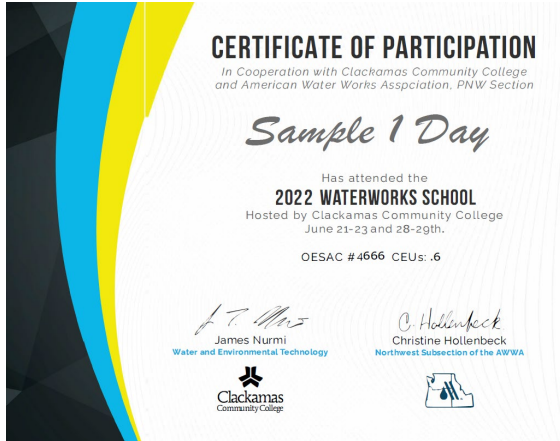 CERTIFICATE OF PARTICIPATION
In Cooperation with Clackamas Community College
and American Water Works Asspciation, PNW Section
Sample 1 Day
Has attended the
2022 WATERWORKS SCHOOL
Hosted by Clackamas Community College
June 21-23 and 28-29th.
OESAC #4666 CEUs: .6
J. T. Nurmi
C. Hollenbeck
James Nurmi
Christine Hollenbeck
Water and Environmental Technology
Northwest Subsection of the AWWA
Clackamas
Community College